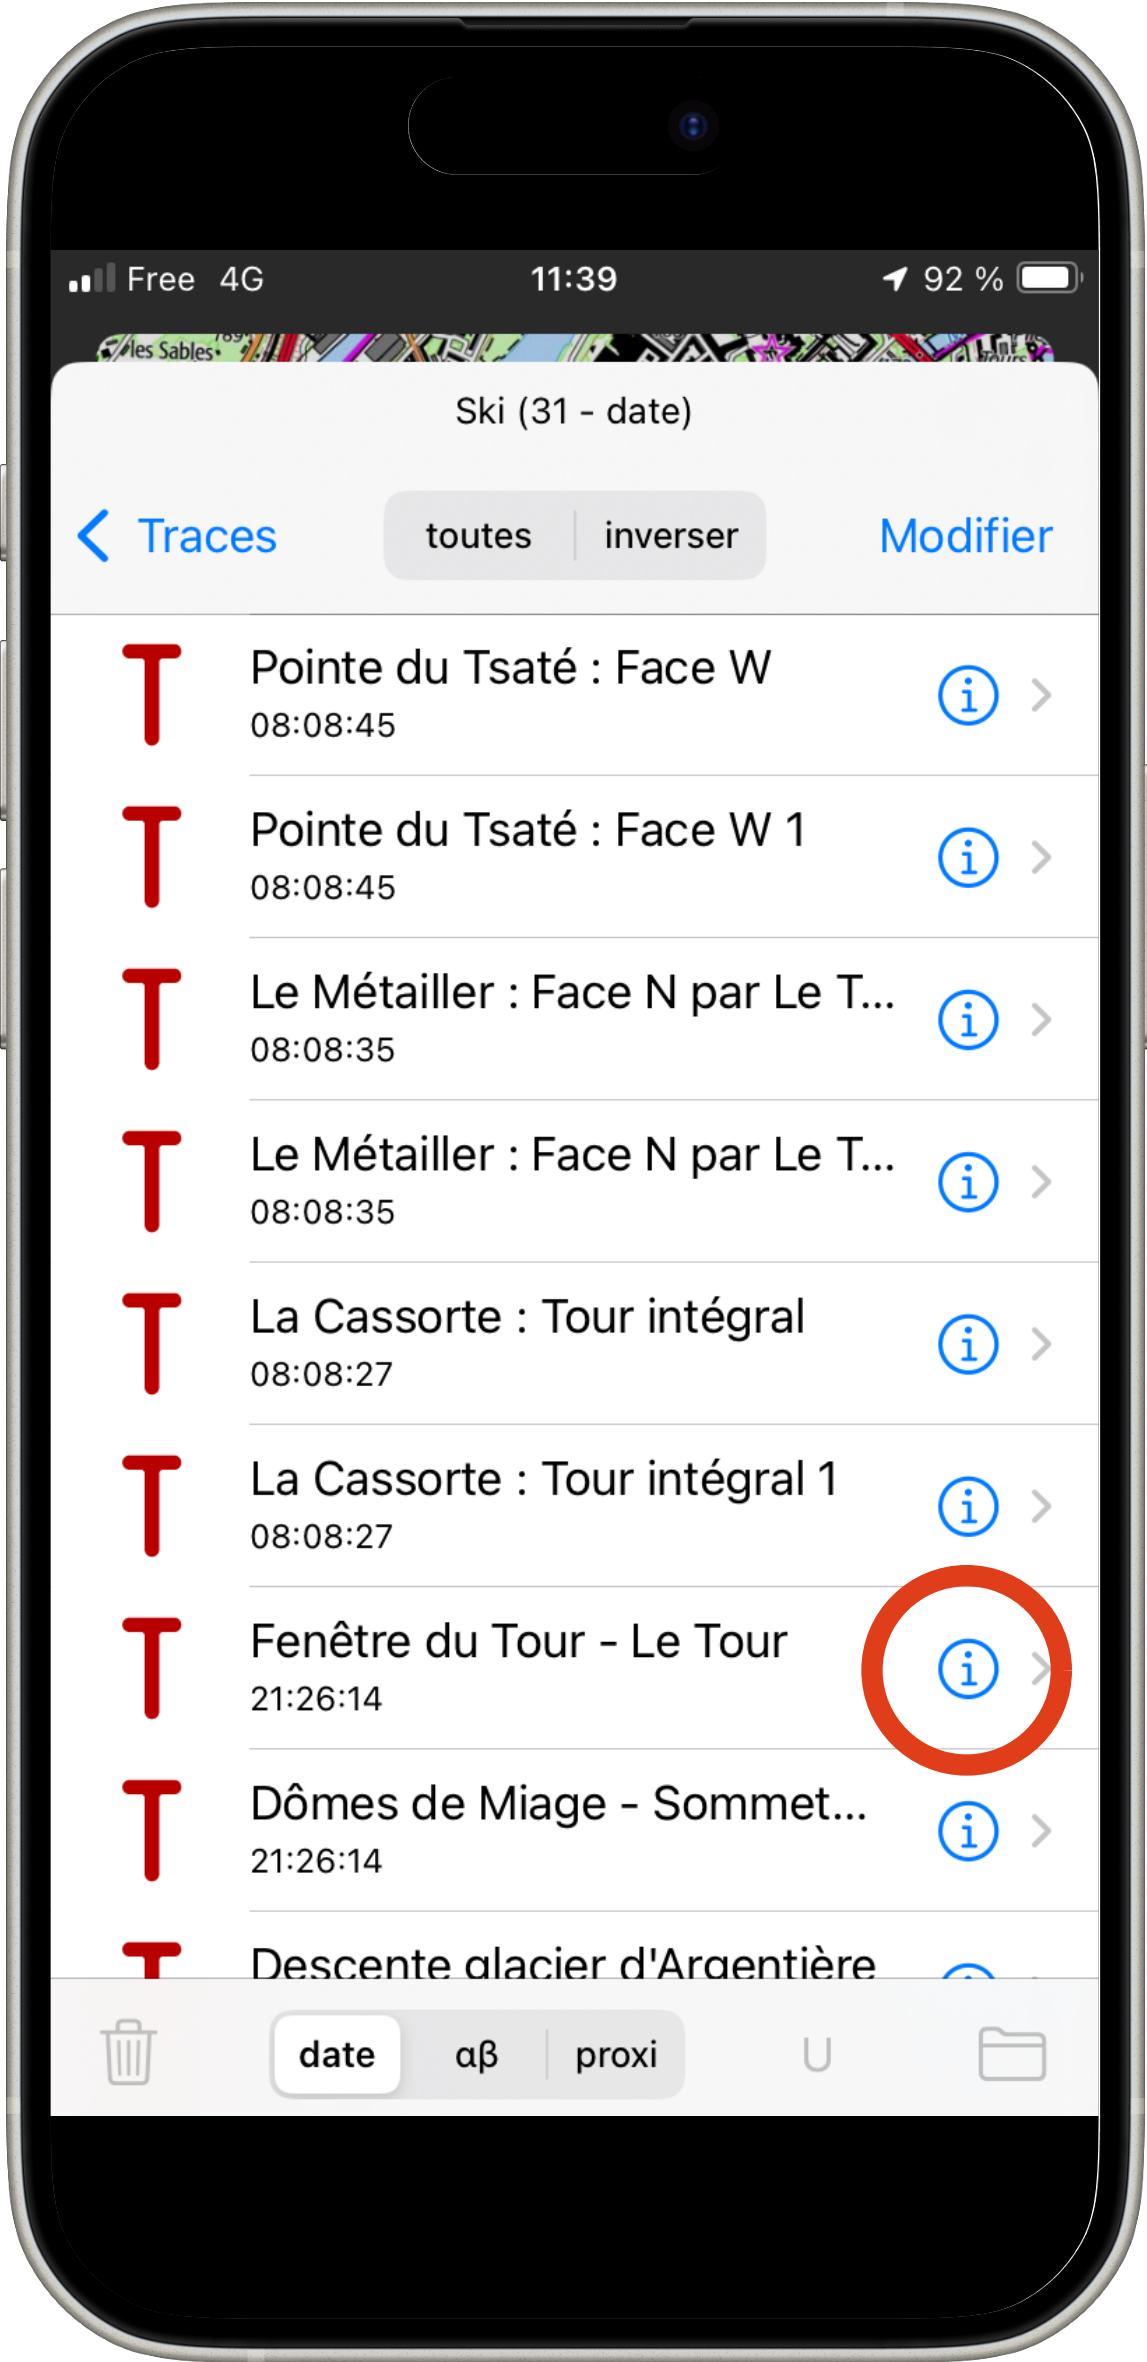 Free 4G 11:39 92 %
les Sables
Tours
Ski (31 - date)
Traces toutes inverser Modifier
T Pointe du Tsaté : Face W
08:08:45
T Pointe du Tsaté : Face W 1
08:08:45
T Le Métailler : Face N par Le T...
08:08:35
T Le Métailler : Face N par Le T...
08:08:35
T La Cassorte : Tour intégral
08:08:27
T La Cassorte : Tour intégral 1
08:08:27
T Fenêtre du Tour - Le Tour
21:26:14
T Dômes de Miage - Sommet...
21:26:14
T Descente glacier d'Argentière
date αβ proxi U